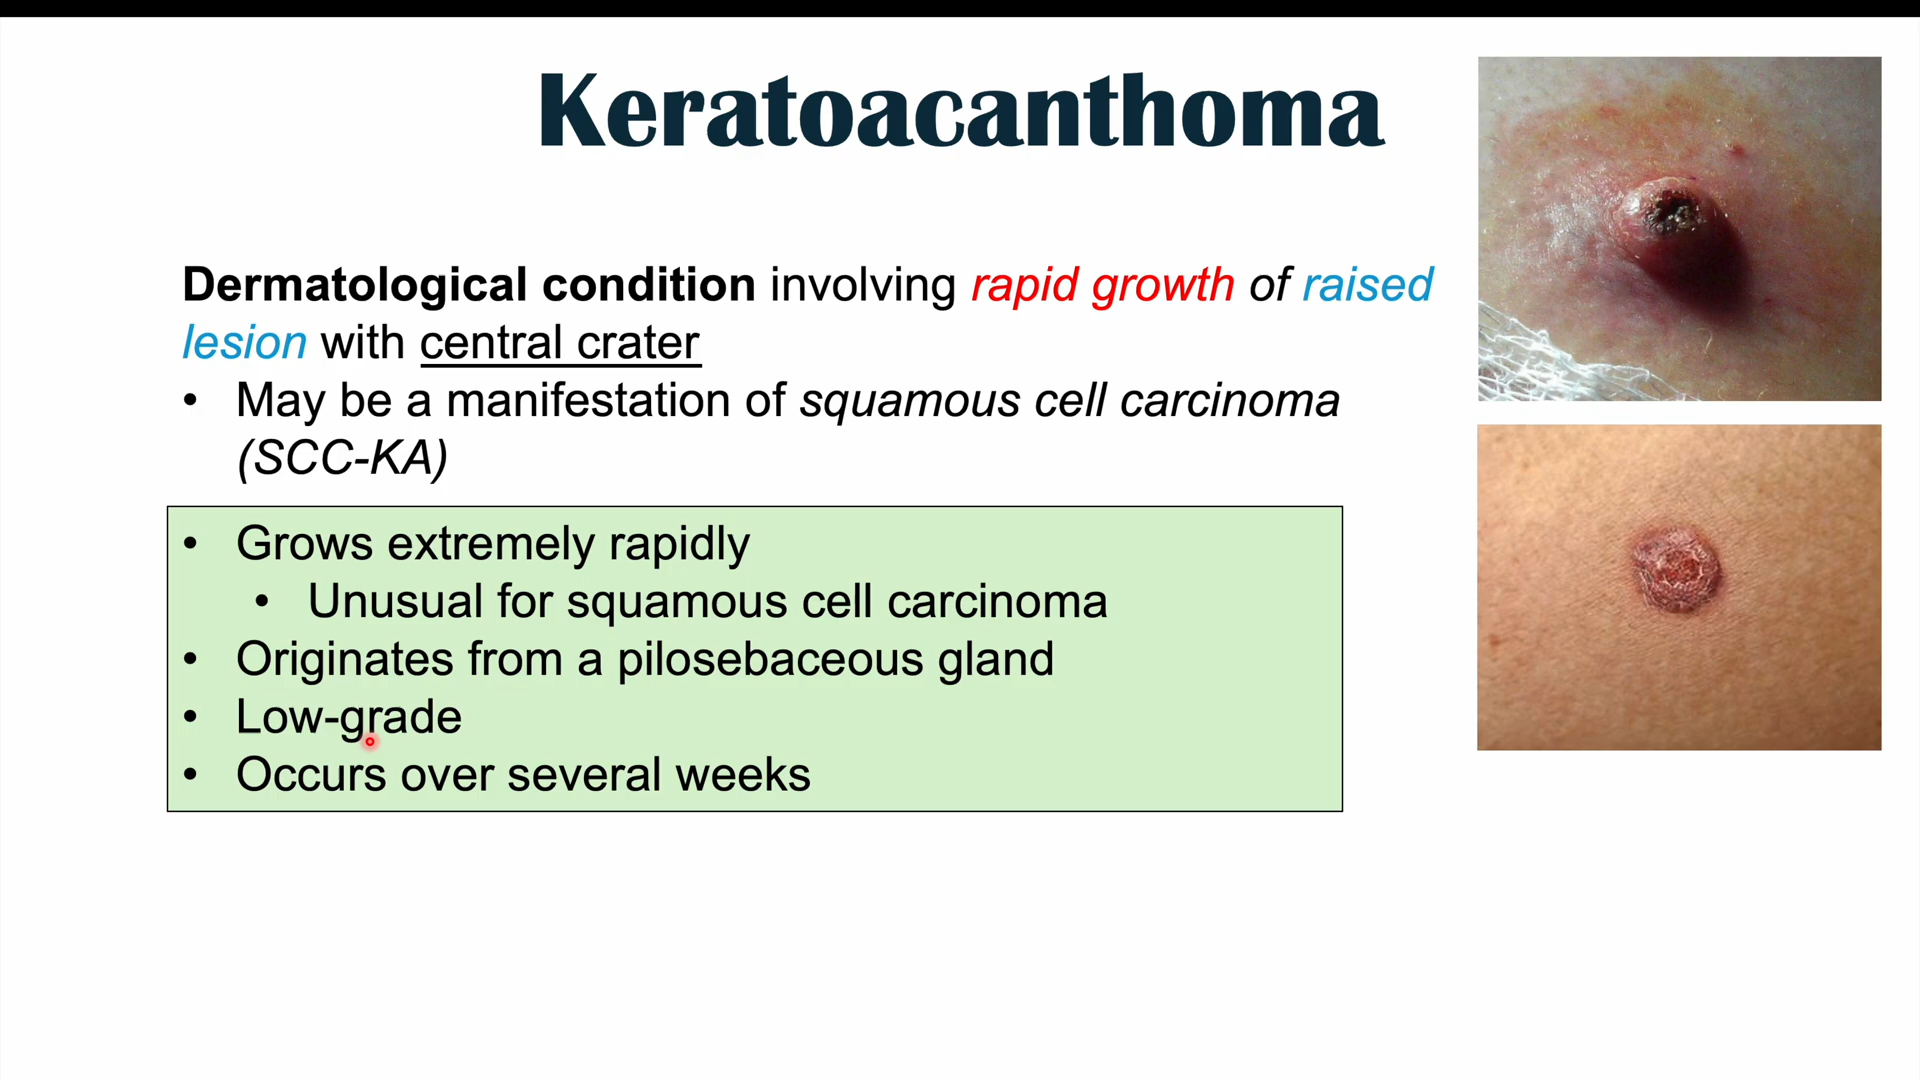 Keratoacanthoma
Dermatological condition involving rapid growth of raised
lesion with central crater
• May be a manifestation of squamous cell carcinoma
(SCC-KA)
• Grows extremely rapidly
• Unusual for squamous cell carcinoma
• Originates from a pilosebaceous gland
• Low-grade
• Occurs over several weeks